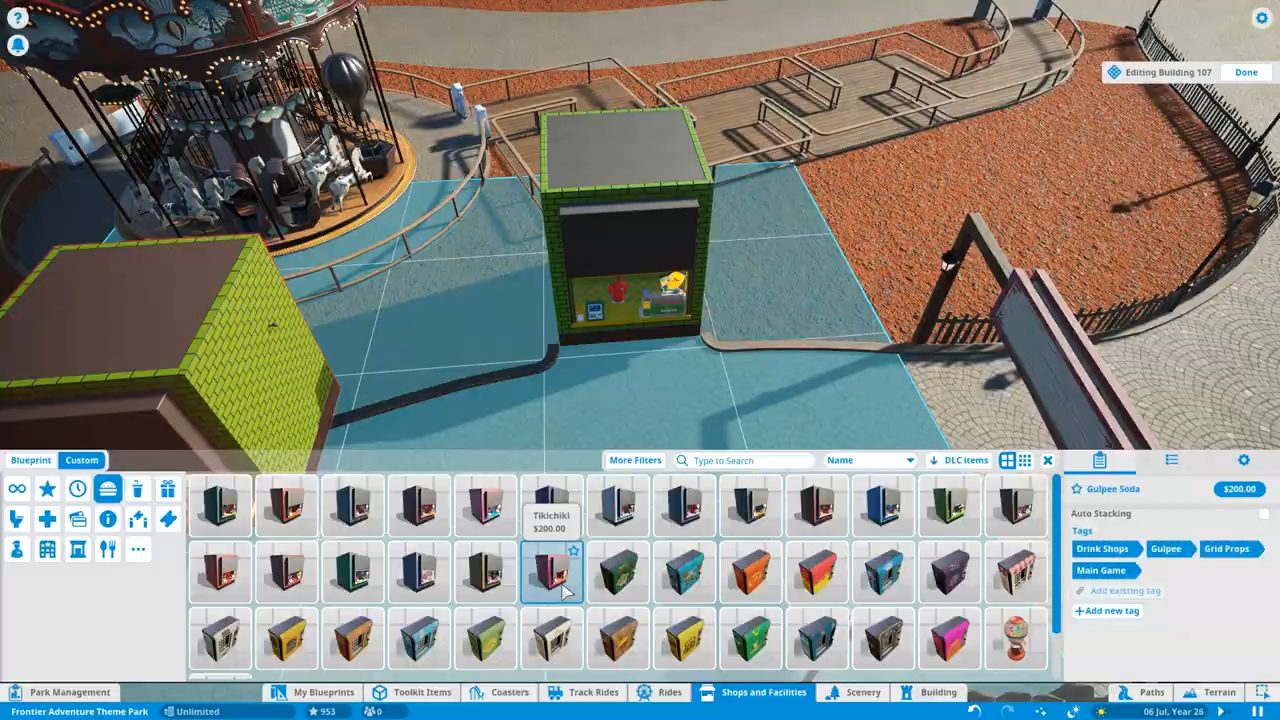 ?
Editing Building 107
Done
Blueprint
Custom
More Filters
Type to Search
Name
DLC items
Tikichiki
$200.00
Gulpee Soda
$200.00
Auto Stacking
Tags
Drink Shops
Gulpee
Grid Props
Main Game
Add existing tag
+Add new tag
Park Management
My Blueprints
Toolkit Items
Coasters
Track Rides
Rides
Shops and Facilities
Scenery
Building
Paths
Terrain
Frontier Adventure Theme Park
Unlimited
953
0
06 Jul, Year 26